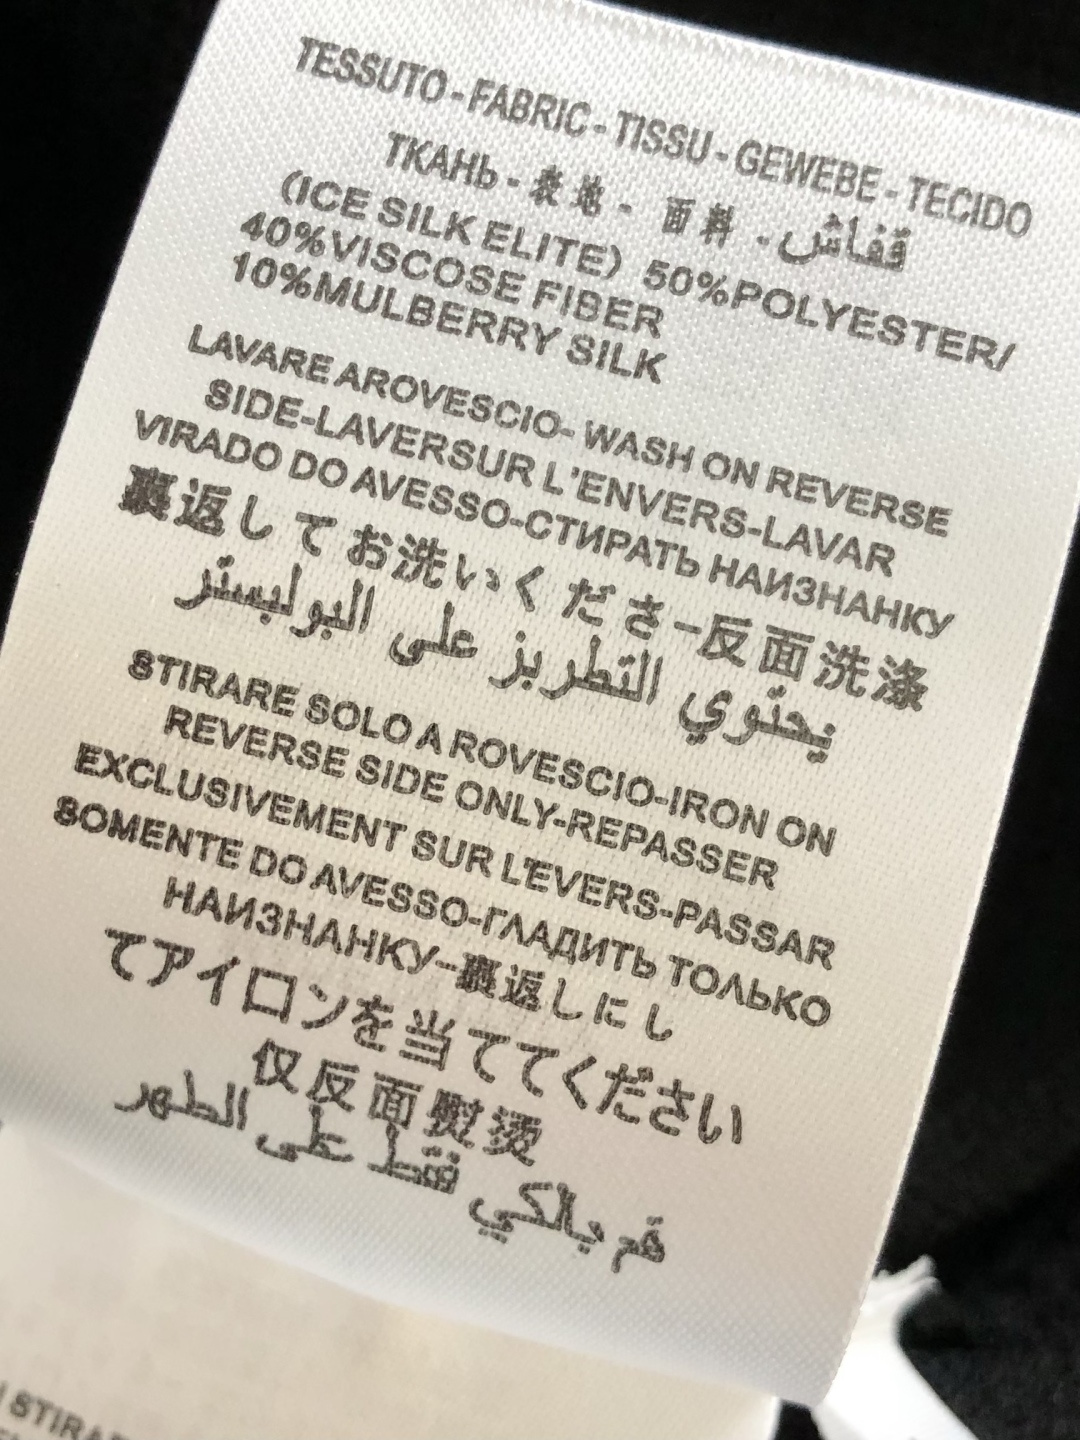 TESSUTO - FABRIC - TISSU - GEWEBE - TECIDO
ТКАНЬ - 表地 - 面料 - قفاش
(ICE SILK ELITE) 50%POLYESTER/
40%VISCOSE FIBER
10%MULBERRY SILK
LAVARE AROVESCIO- WASH ON REVERSE
SIDE-LAVERSUR L'ENVERS-LAVAR
VIRADO DO AVESSO-СТИРАТЬ НАИЗНАНКУ
裏返してお洗いくださ-反面洗涤
يحتوي التطريز على البوليستر
STIRARE SOLO A ROVESCIO-IRON ON
REVERSE SIDE ONLY-REPASSER
EXCLUSIVEMENT SUR L'EVERS-PASSAR
SOMENTE DO AVESSO-ГЛАДИТЬ ТОЛЬКО
НАИЗНАНКУ-裏返しにし
てアイロンを当ててください
仅反面熨烫
قم بالكي فقط على الظهر
STIRAR